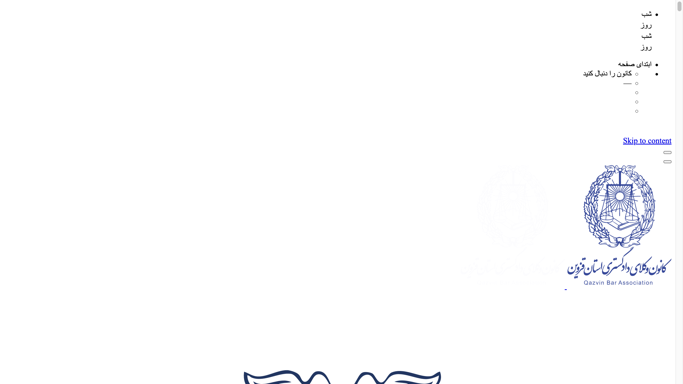 شب
روز
شب
روز
ابتدای صفحه
کانون را دنبال کنید
—
Skip to content
کانون وکلای دادگستری استان قزوین
Qazvin Bar Association